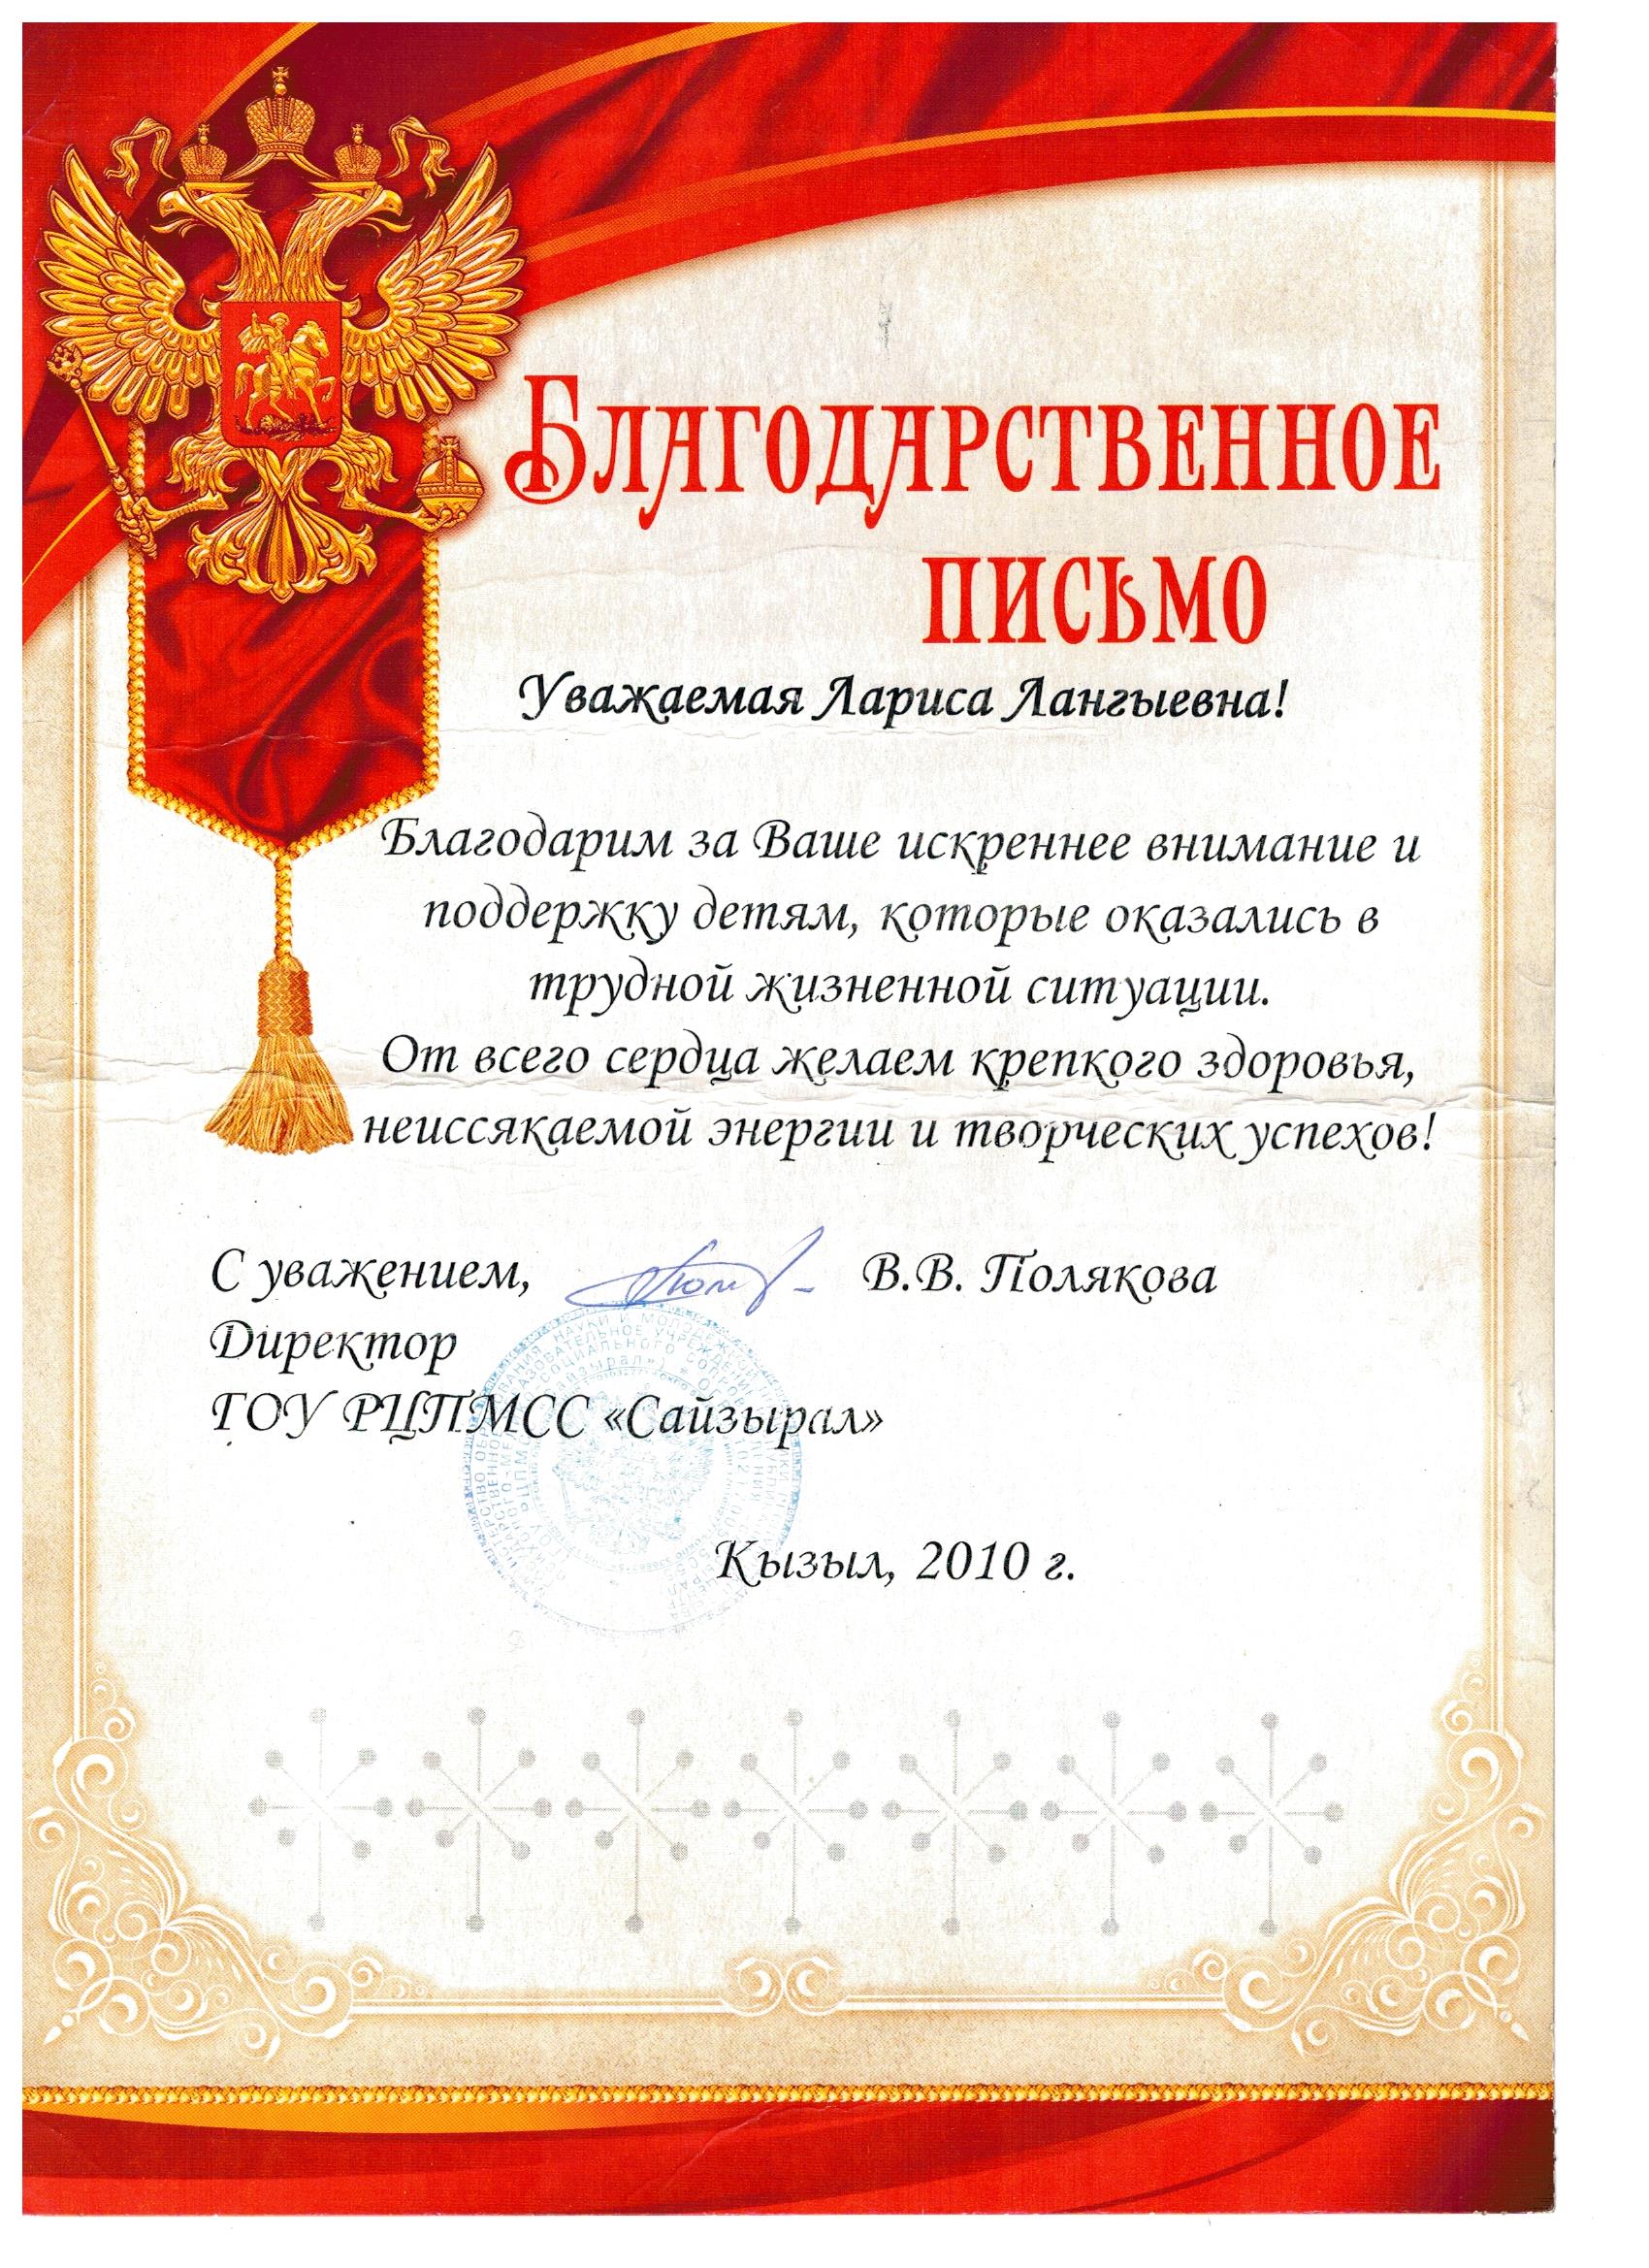 Благодарственное
письмо
Уважаемая Лариса Лангыевна!
Благодарим за Ваше искреннее внимание и
поддержку детям, которые оказались в
трудной жизненной ситуации.
От всего сердца желаем крепкого здоровья,
неиссякаемой энергии и творческих успехов!
С уважением, В.В. Полякова
Директор
ГОУ РЦПМСС «Сайзырал»
Кызыл, 2010 г.